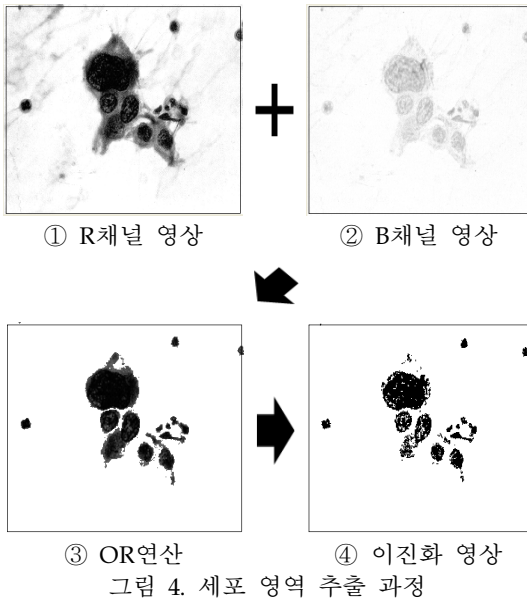 ① R채널 영상
② B채널 영상
③ OR연산
④ 이진화 영상
그림 4. 세포 영역 추출 과정